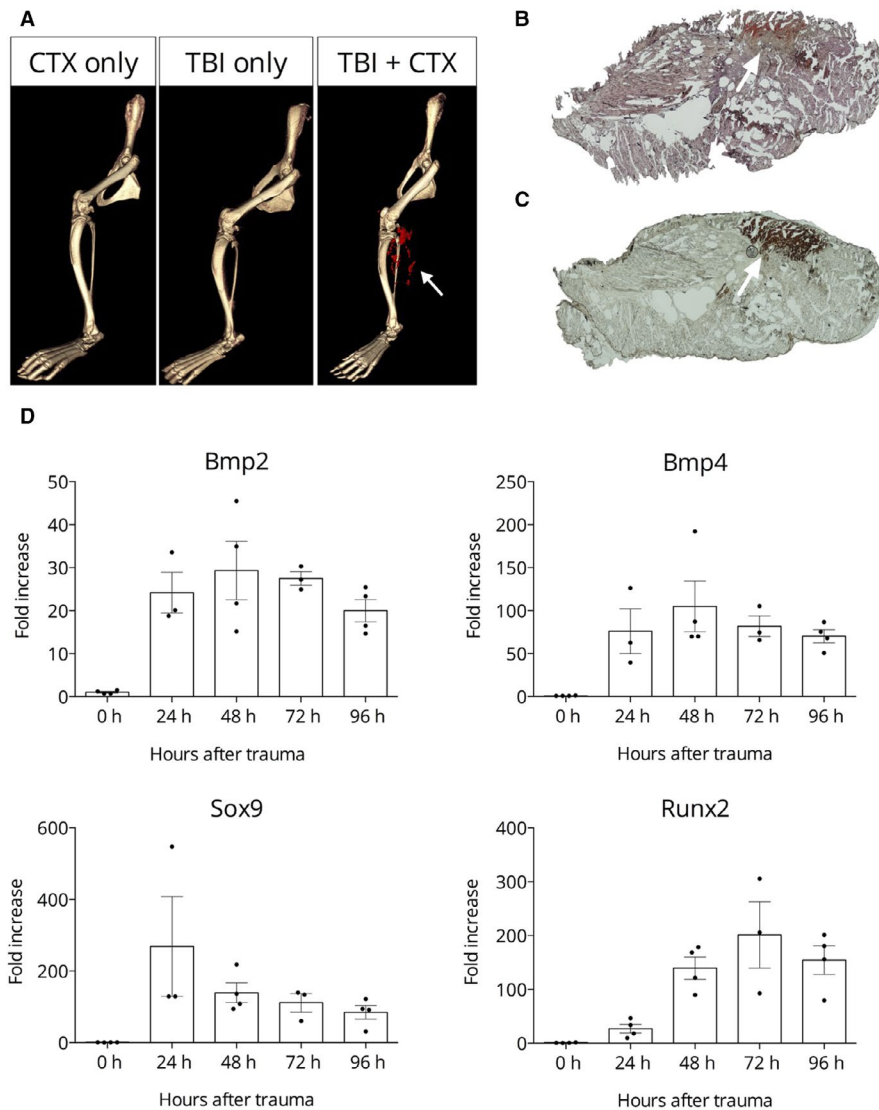 A
B
CTX only TBI only TBI + CTX
C
D
Bmp2
Fold increase
50
40
30
20
10
0
0 h 24 h 48 h 72 h 96 h
Hours after trauma
Bmp4
Fold increase
250
200
150
100
50
0
0 h 24 h 48 h 72 h 96 h
Hours after trauma
Sox9
Fold increase
600
400
200
0
0 h 24 h 48 h 72 h 96 h
Hours after trauma
Runx2
Fold increase
400
300
200
100
0
0 h 24 h 48 h 72 h 96 h
Hours after trauma